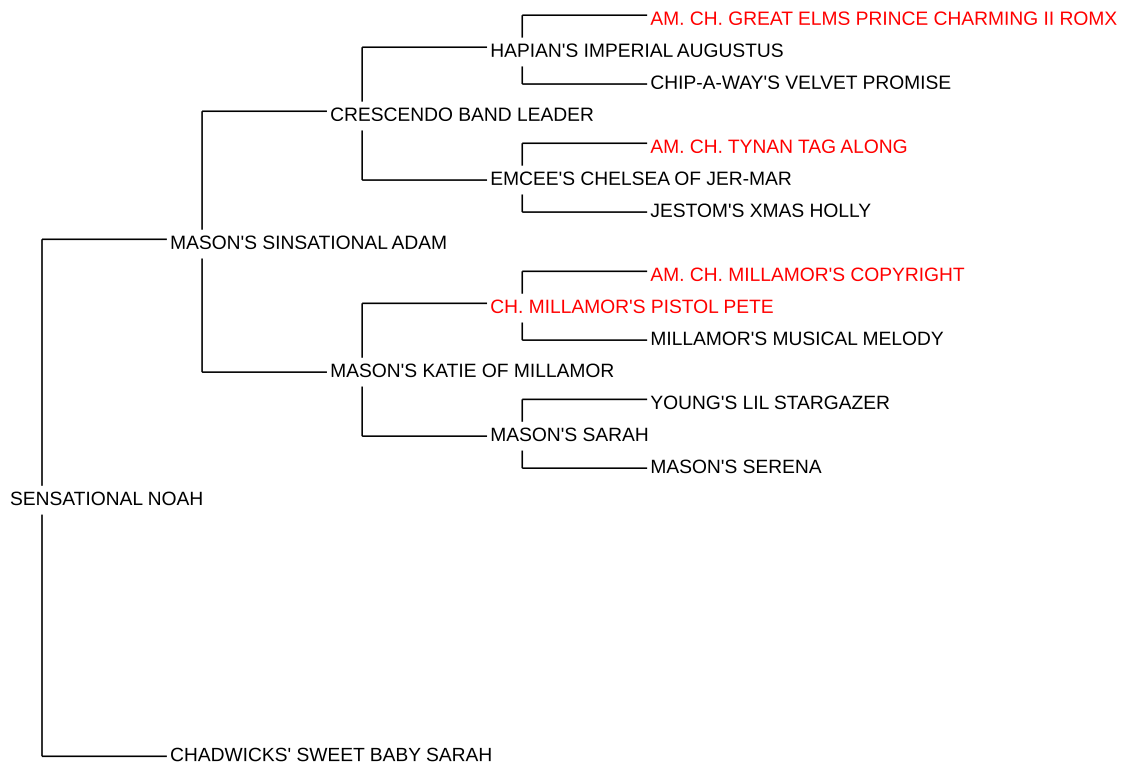 AM. CH. GREAT ELMS PRINCE CHARMING II ROMX
HAPIAN'S IMPERIAL AUGUSTUS
CHIP-A-WAY'S VELVET PROMISE
CRESCENDO BAND LEADER
AM. CH. TYNAN TAG ALONG
EMCEE'S CHELSEA OF JER-MAR
JESTOM'S XMAS HOLLY
MASON'S SINSATIONAL ADAM
AM. CH. MILLAMOR'S COPYRIGHT
CH. MILLAMOR'S PISTOL PETE
MILLAMOR'S MUSICAL MELODY
MASON'S KATIE OF MILLAMOR
YOUNG'S LIL STARGAZER
MASON'S SARAH
MASON'S SERENA
SENSATIONAL NOAH
CHADWICKS' SWEET BABY SARAH